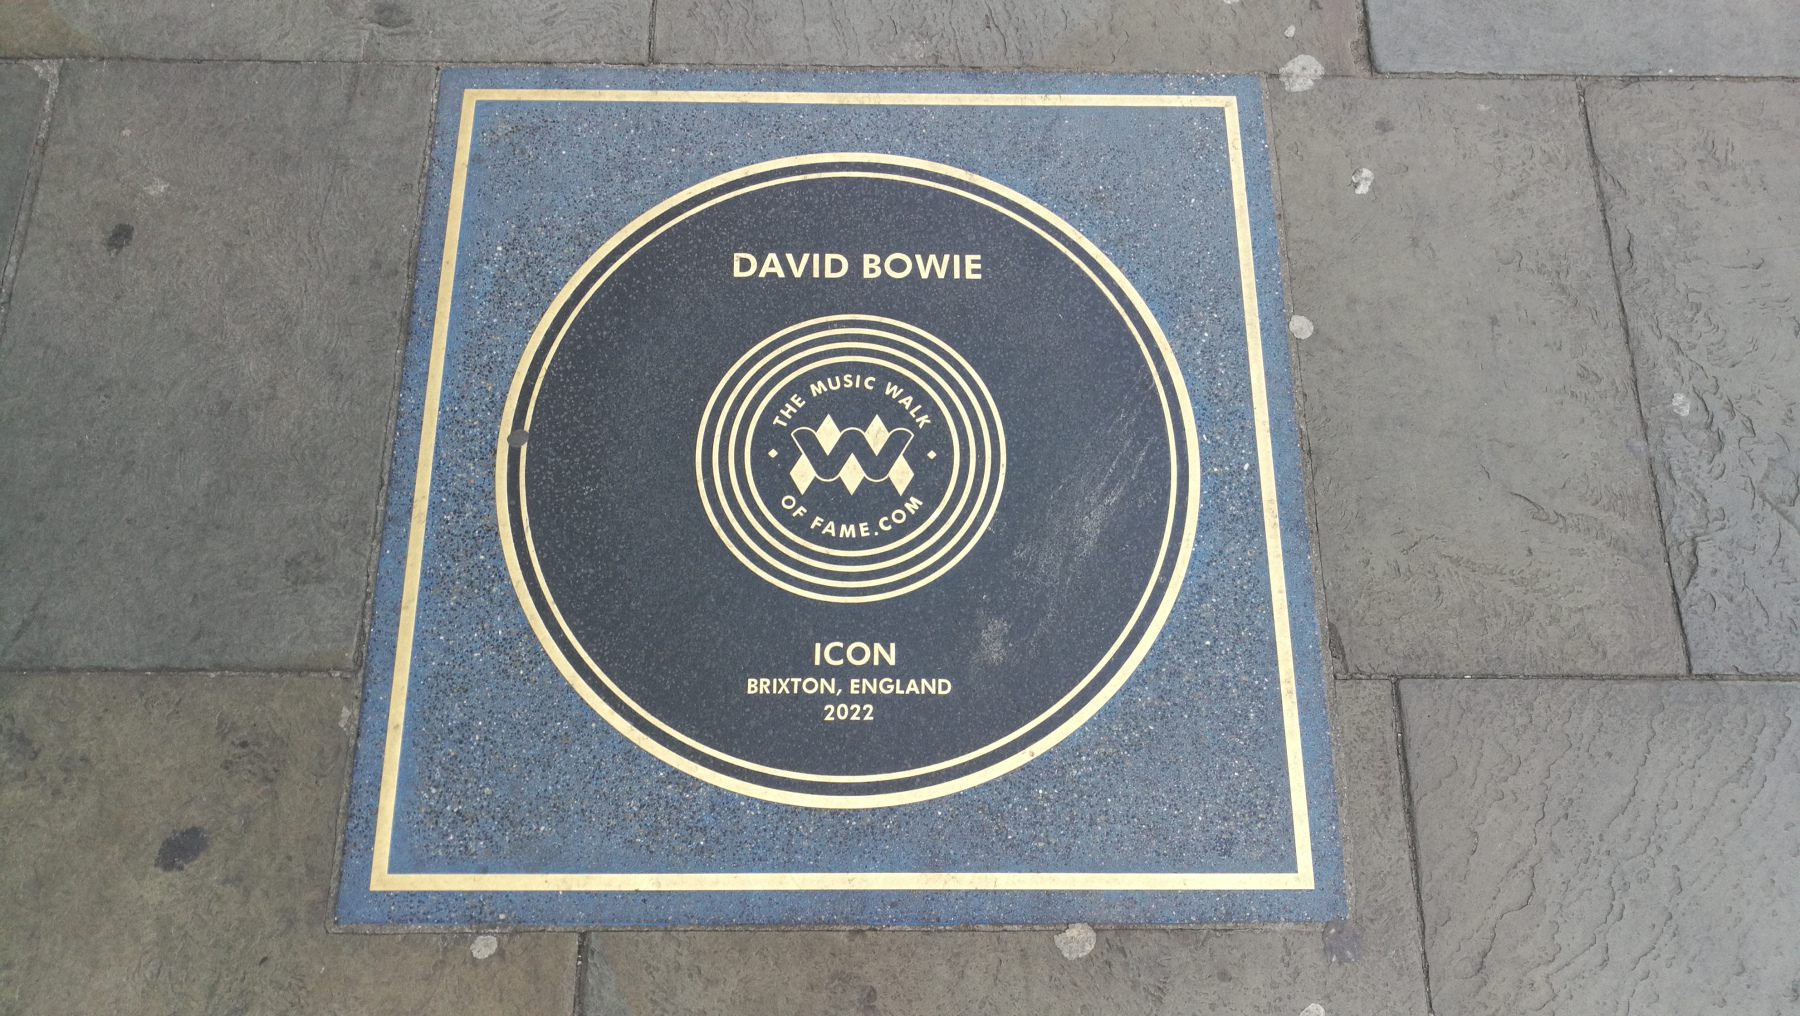 DAVID BOWIE
THE MUSIC WALK
OF FAME.COM
ICON
BRIXTON, ENGLAND
2022